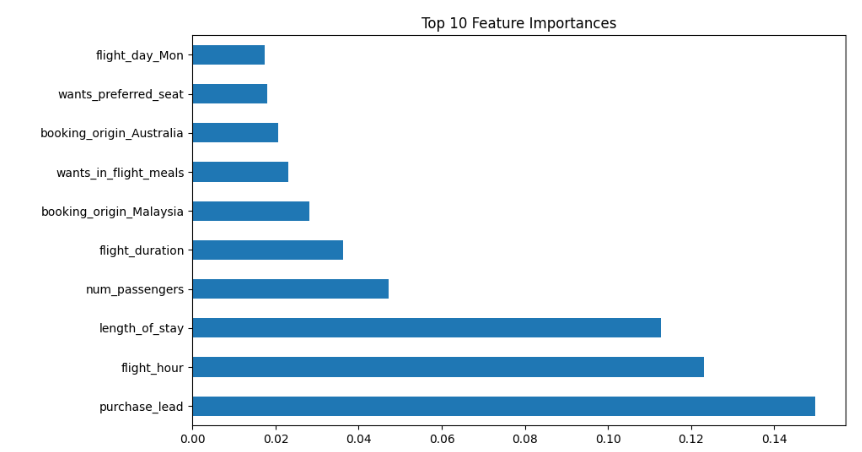 Top 10 Feature Importances
flight_day_Mon
wants_preferred_seat
booking_origin_Australia
wants_in_flight_meals
booking_origin_Malaysia
flight_duration
num_passengers
length_of_stay
flight_hour
purchase_lead
0.00 0.02 0.04 0.06 0.08 0.10 0.12 0.14